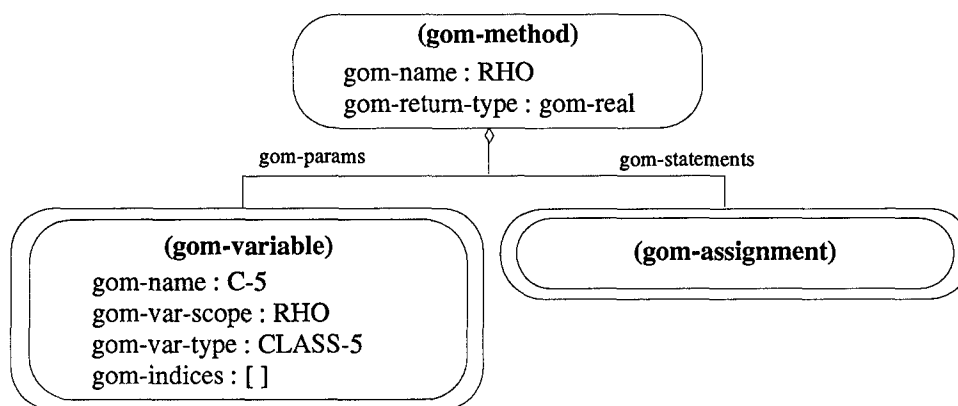 (gom-method)
gom-name : RHO
gom-return-type : gom-real
gom-params
gom-statements
(gom-variable)
gom-name : C-5
gom-var-scope : RHO
gom-var-type : CLASS-5
gom-indices : [ ]
(gom-assignment)